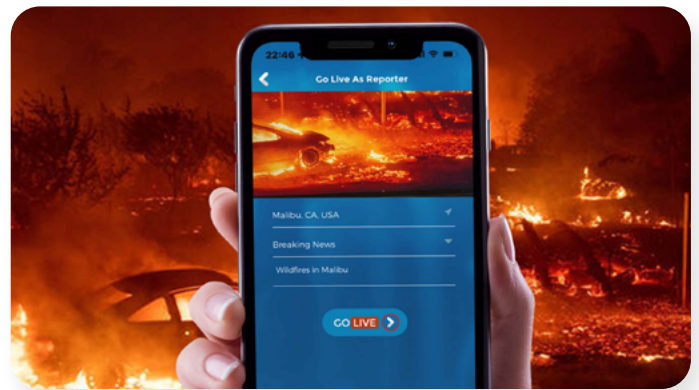 22:46
Go Live As Reporter
Malibu, CA, USA
Breaking News
Wildfires in Malibu
GO LIVE